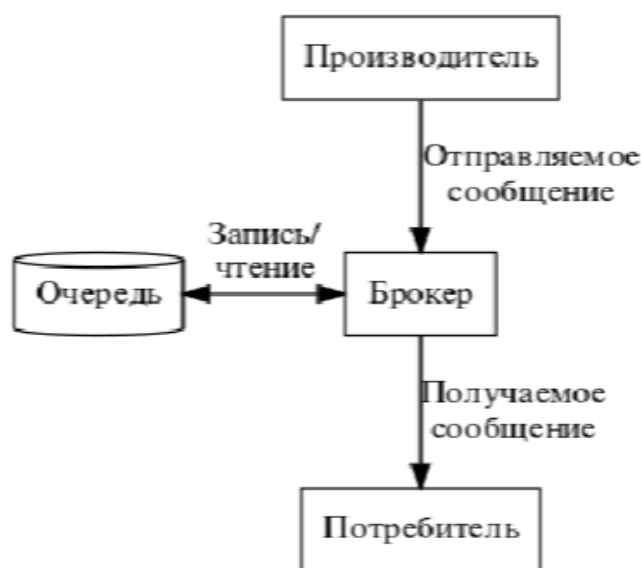 Производитель
Отправляемое
сообщение
Запись/
чтение
Очередь
Брокер
Получаемое
сообщение
Потребитель